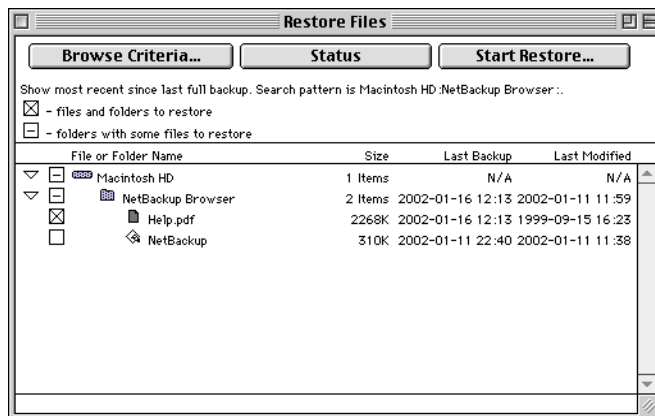 Restore Files
Browse Criteria... Status Start Restore...
Show most recent since last full backup. Search pattern is Macintosh HD :NetBackup Browser :.
- files and folders to restore
- folders with some files to restore
File or Folder Name Size Last Backup Last Modified
Macintosh HD 1 Items N/A N/A
NetBackup Browser 2 Items 2002-01-16 12:13 2002-01-11 11:59
Help.pdf 2268K 2002-01-16 12:13 1999-09-15 16:23
NetBackup 310K 2002-01-11 22:40 2002-01-11 11:38